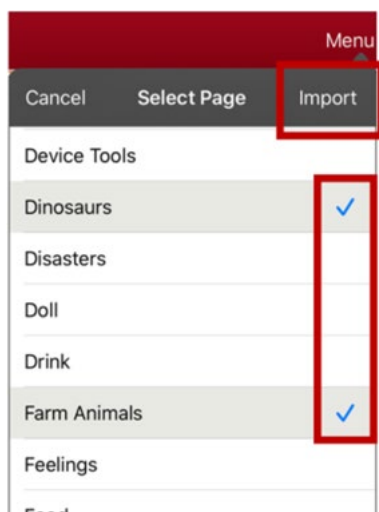 Menu
Cancel Select Page Import
Device Tools
Dinosaurs
Disasters
Doll
Drink
Farm Animals
Feelings